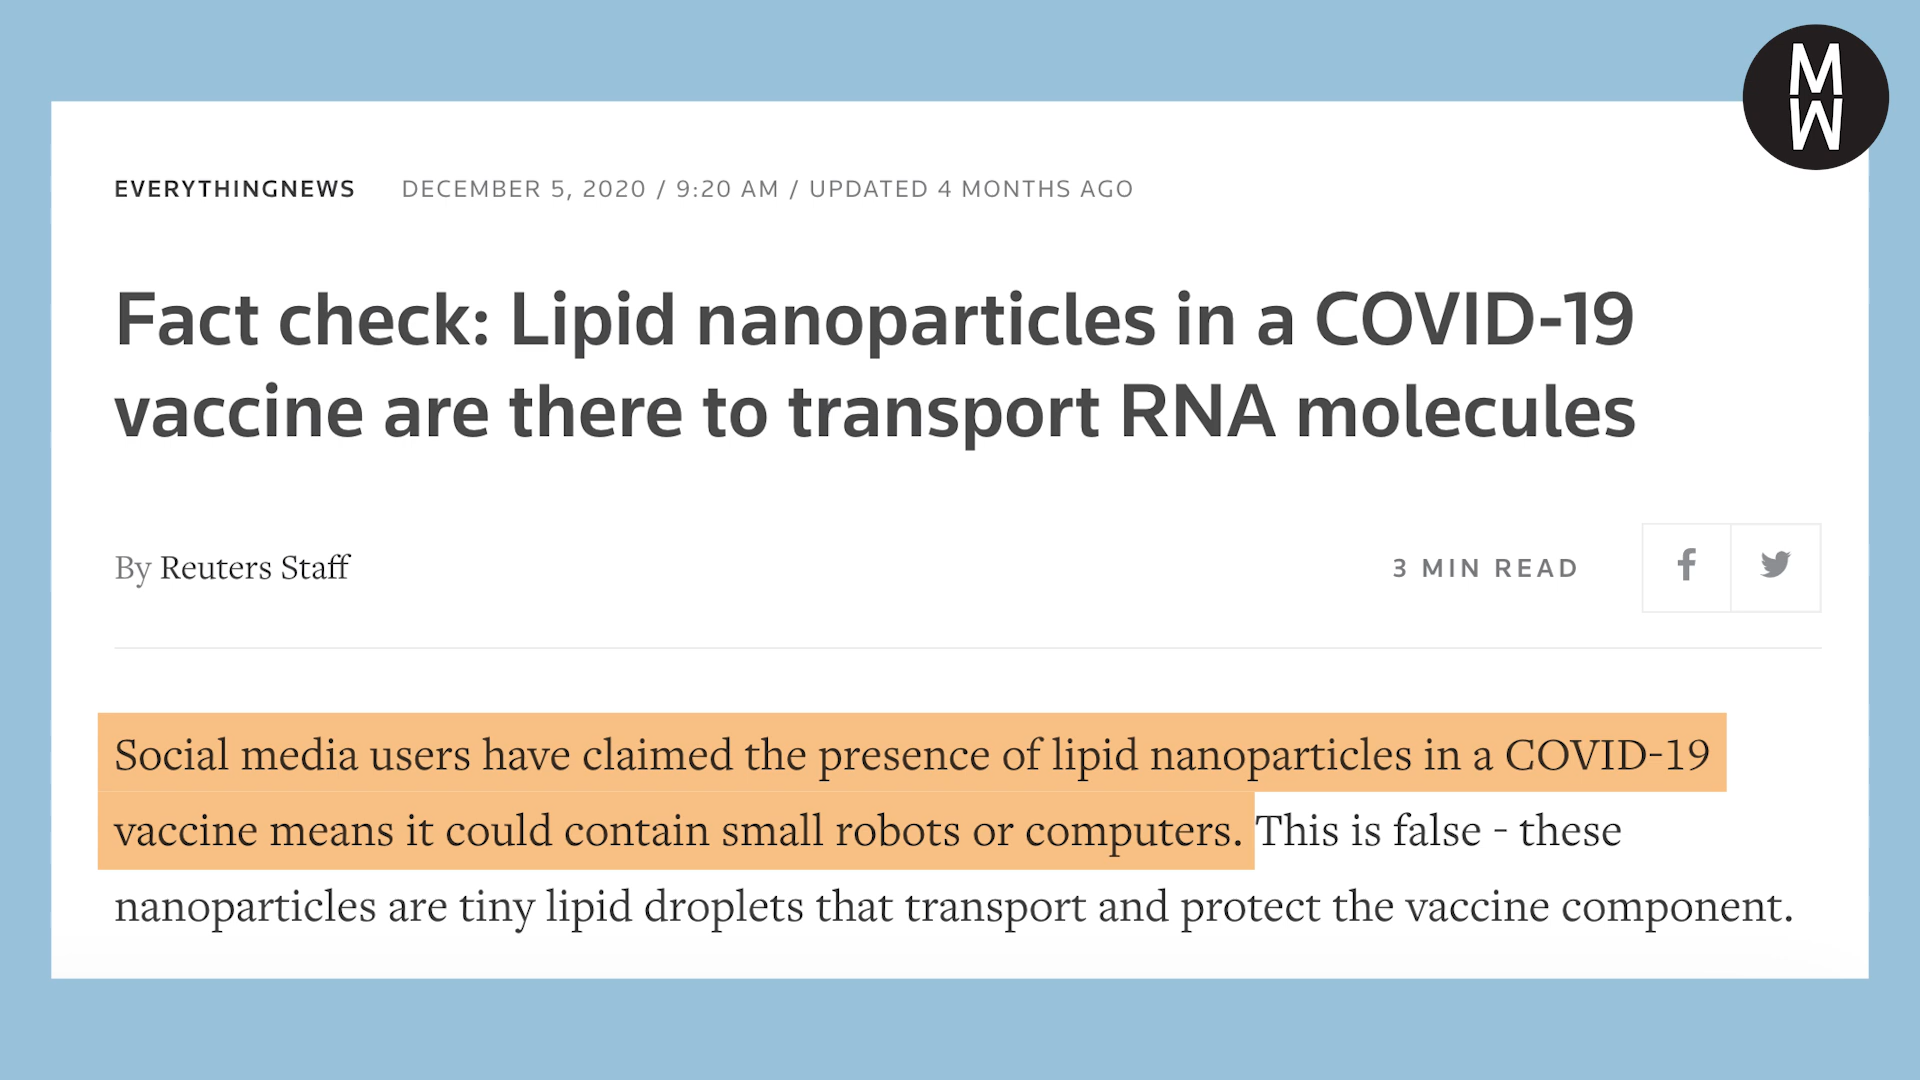 M
W
EVERYTHINGNEWS DECEMBER 5, 2020 / 9:20 AM / UPDATED 4 MONTHS AGO
Fact check: Lipid nanoparticles in a COVID-19
vaccine are there to transport RNA molecules
By Reuters Staff 3 MIN READ
Social media users have claimed the presence of lipid nanoparticles in a COVID-19
vaccine means it could contain small robots or computers. This is false - these
nanoparticles are tiny lipid droplets that transport and protect the vaccine component.